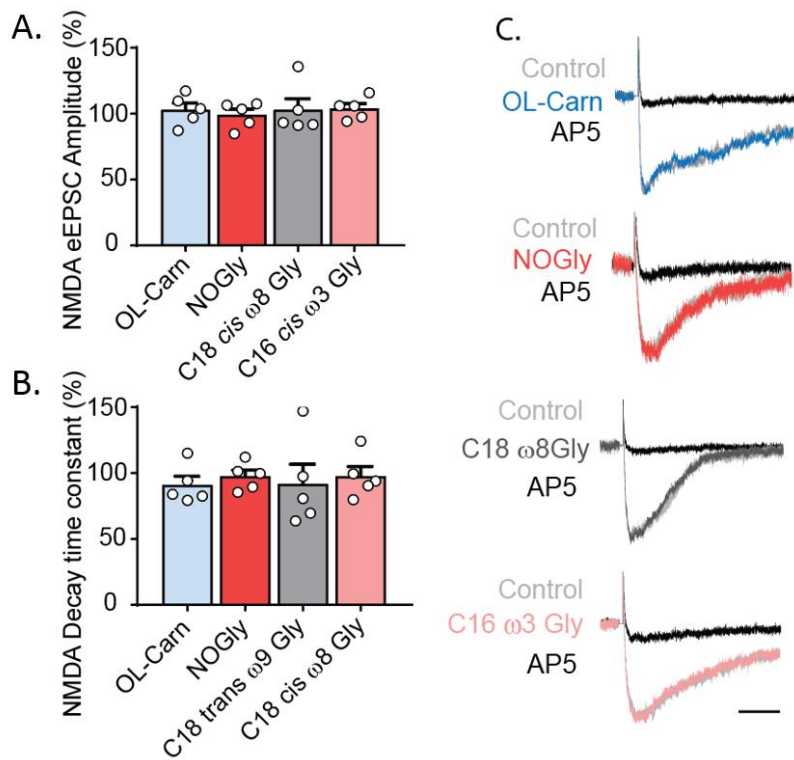 A.
NMDA eEPSC Amplitude (%)
150
100
50
0
OL-Carn
NOGly
C18 cis ω8 Gly
C16 cis ω3 Gly
B.
NMDA Decay time constant (%)
150
100
50
0
OL-Carn
NOGly
C18 trans ω9 Gly
C18 cis ω8 Gly
C.
Control
OL-Carn
AP5
Control
NOGly
AP5
Control
C18 ω8Gly
AP5
Control
C16 ω3 Gly
AP5